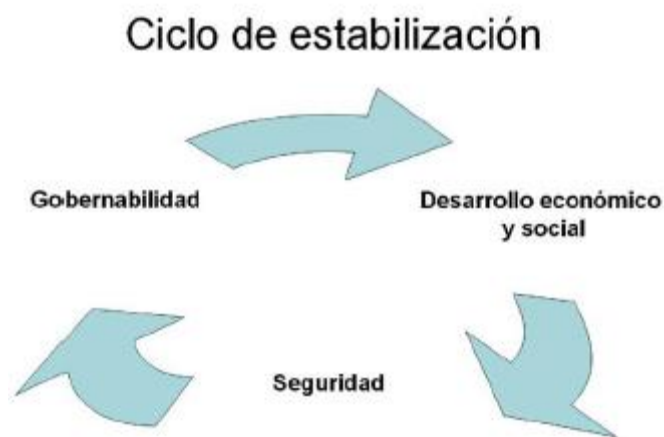 Ciclo de estabilización
Gobernabilidad
Desarrollo económico
y social
Seguridad